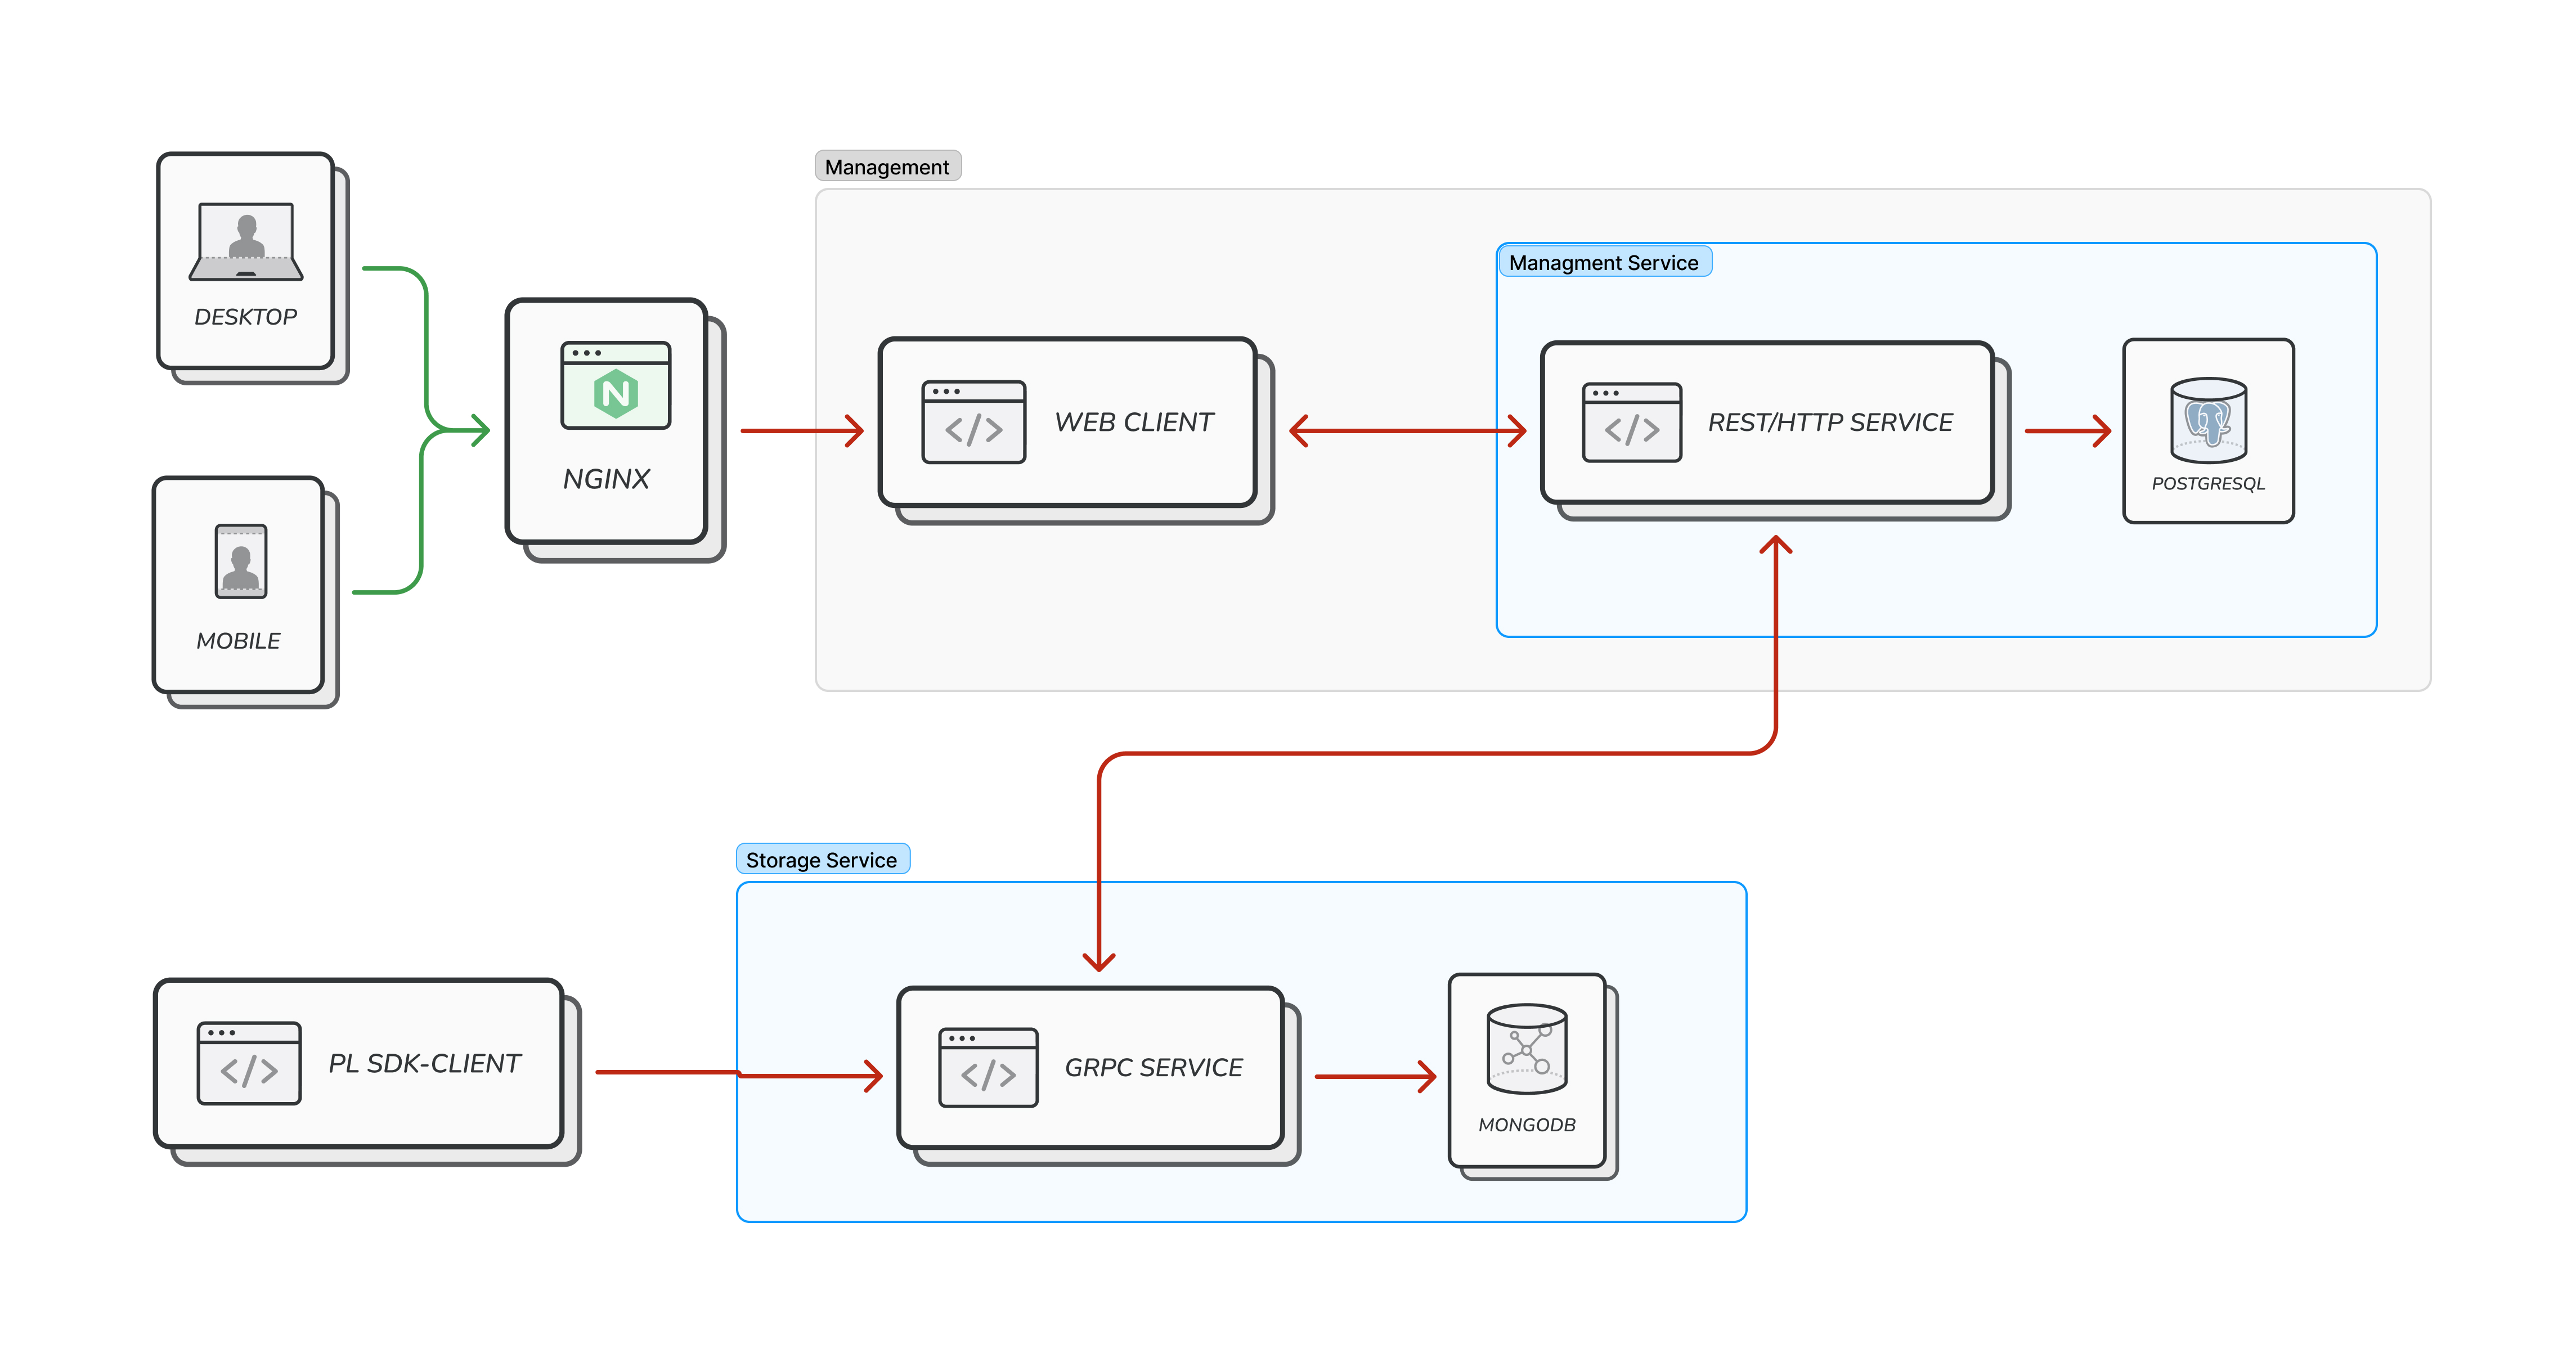 Management
Managment Service
DESKTOP
NGINX
WEB CLIENT
REST/HTTP SERVICE
POSTGRESQL
MOBILE
Storage Service
PL SDK-CLIENT
GRPC SERVICE
MONGODB